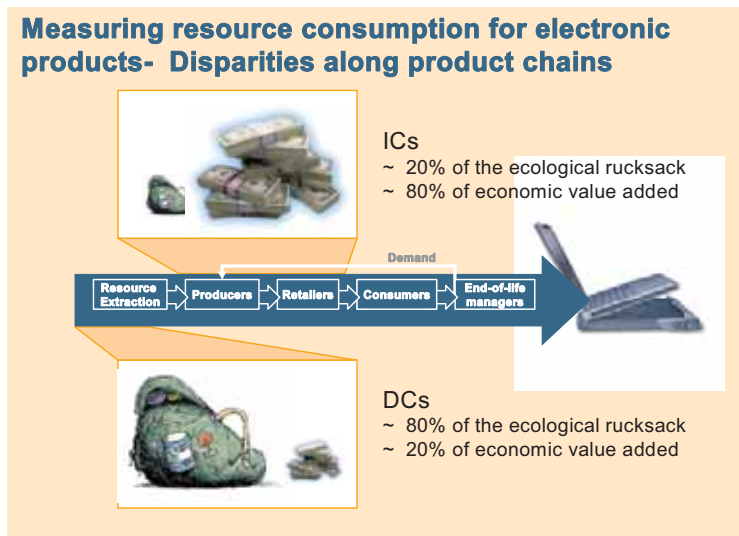 Measuring resource consumption for electronic
products- Disparities along product chains
ICs
~ 20% of the ecological rucksack
~ 80% of economic value added
Demand
Resource
Extraction
Producers
Retailers
Consumers
End-of-life
managers
DCs
~ 80% of the ecological rucksack
~ 20% of economic value added